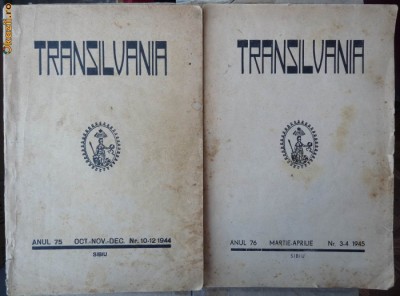 TRANSILVANIA
ANUL 75 OCT-NOV-DEC. Nr. 10-12 1944
SIBIU
TRANSILVANIA
ANUL 76 MARTIE-APRILIE Nr. 3-4 1945
SIBIU